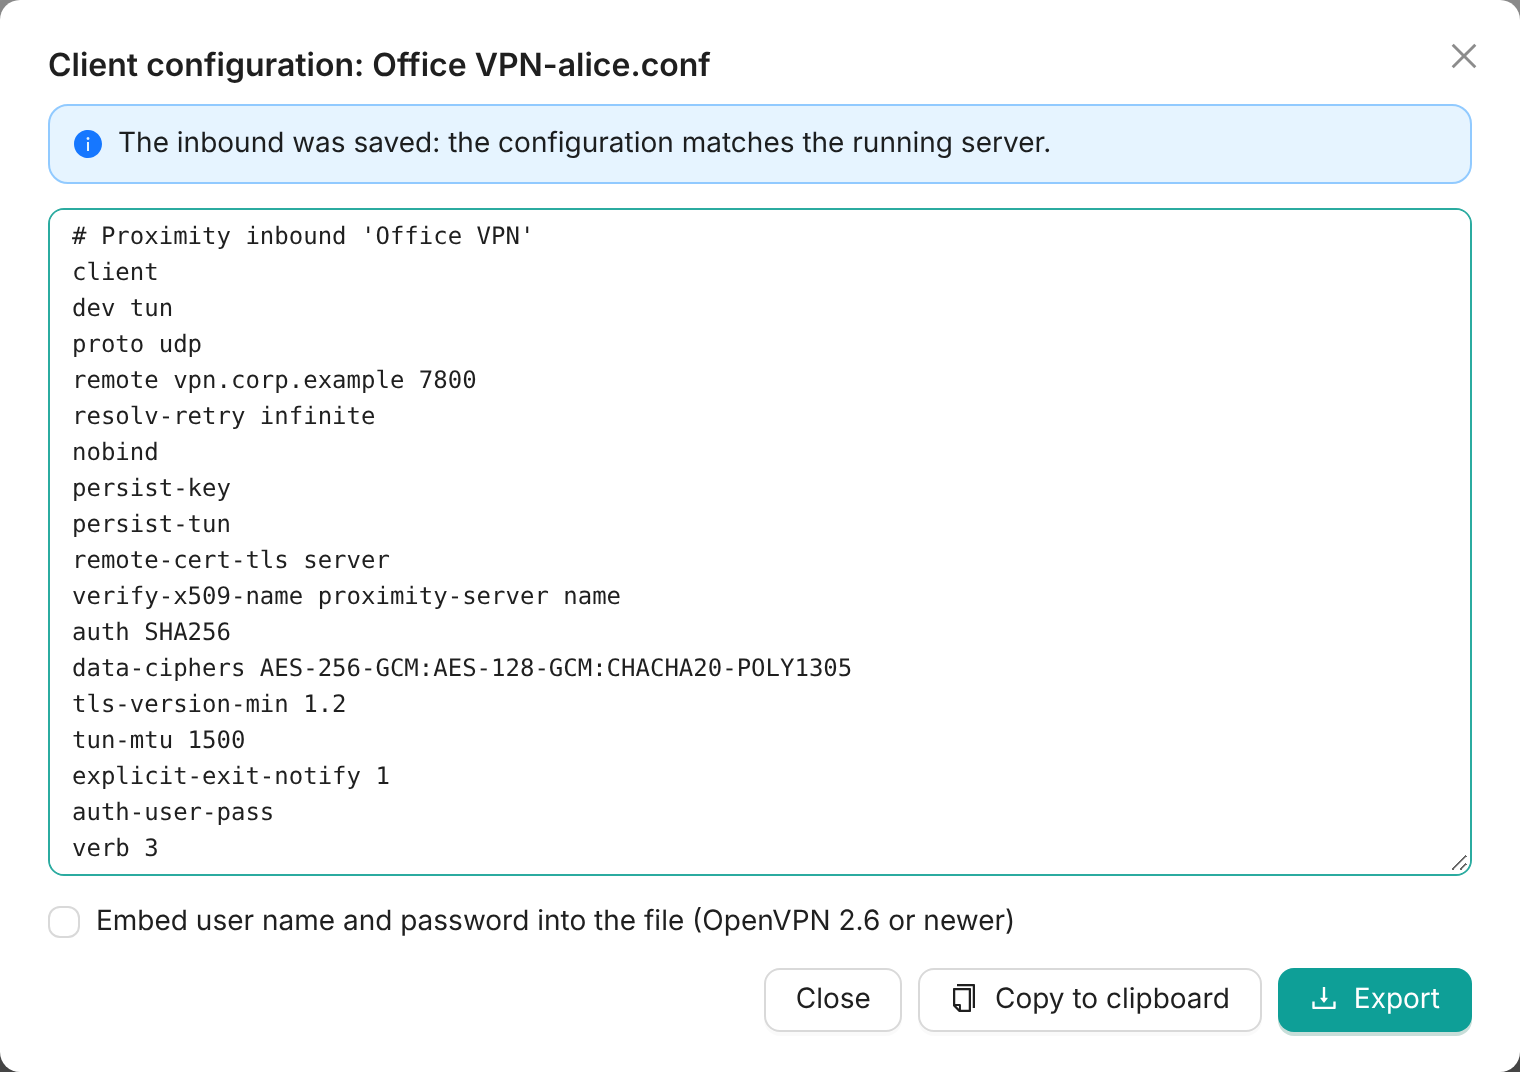 Client configuration: Office VPN-alice.conf
The inbound was saved: the configuration matches the running server.
# Proximity inbound 'Office VPN'
client
dev tun
proto udp
remote vpn.corp.example 7800
resolv-retry infinite
nobind
persist-key
persist-tun
remote-cert-tls server
verify-x509-name proximity-server name
auth SHA256
data-ciphers AES-256-GCM:AES-128-GCM:CHACHA20-POLY1305
tls-version-min 1.2
tun-mtu 1500
explicit-exit-notify 1
auth-user-pass
verb 3
Embed user name and password into the file (OpenVPN 2.6 or newer)
Close Copy to clipboard Export